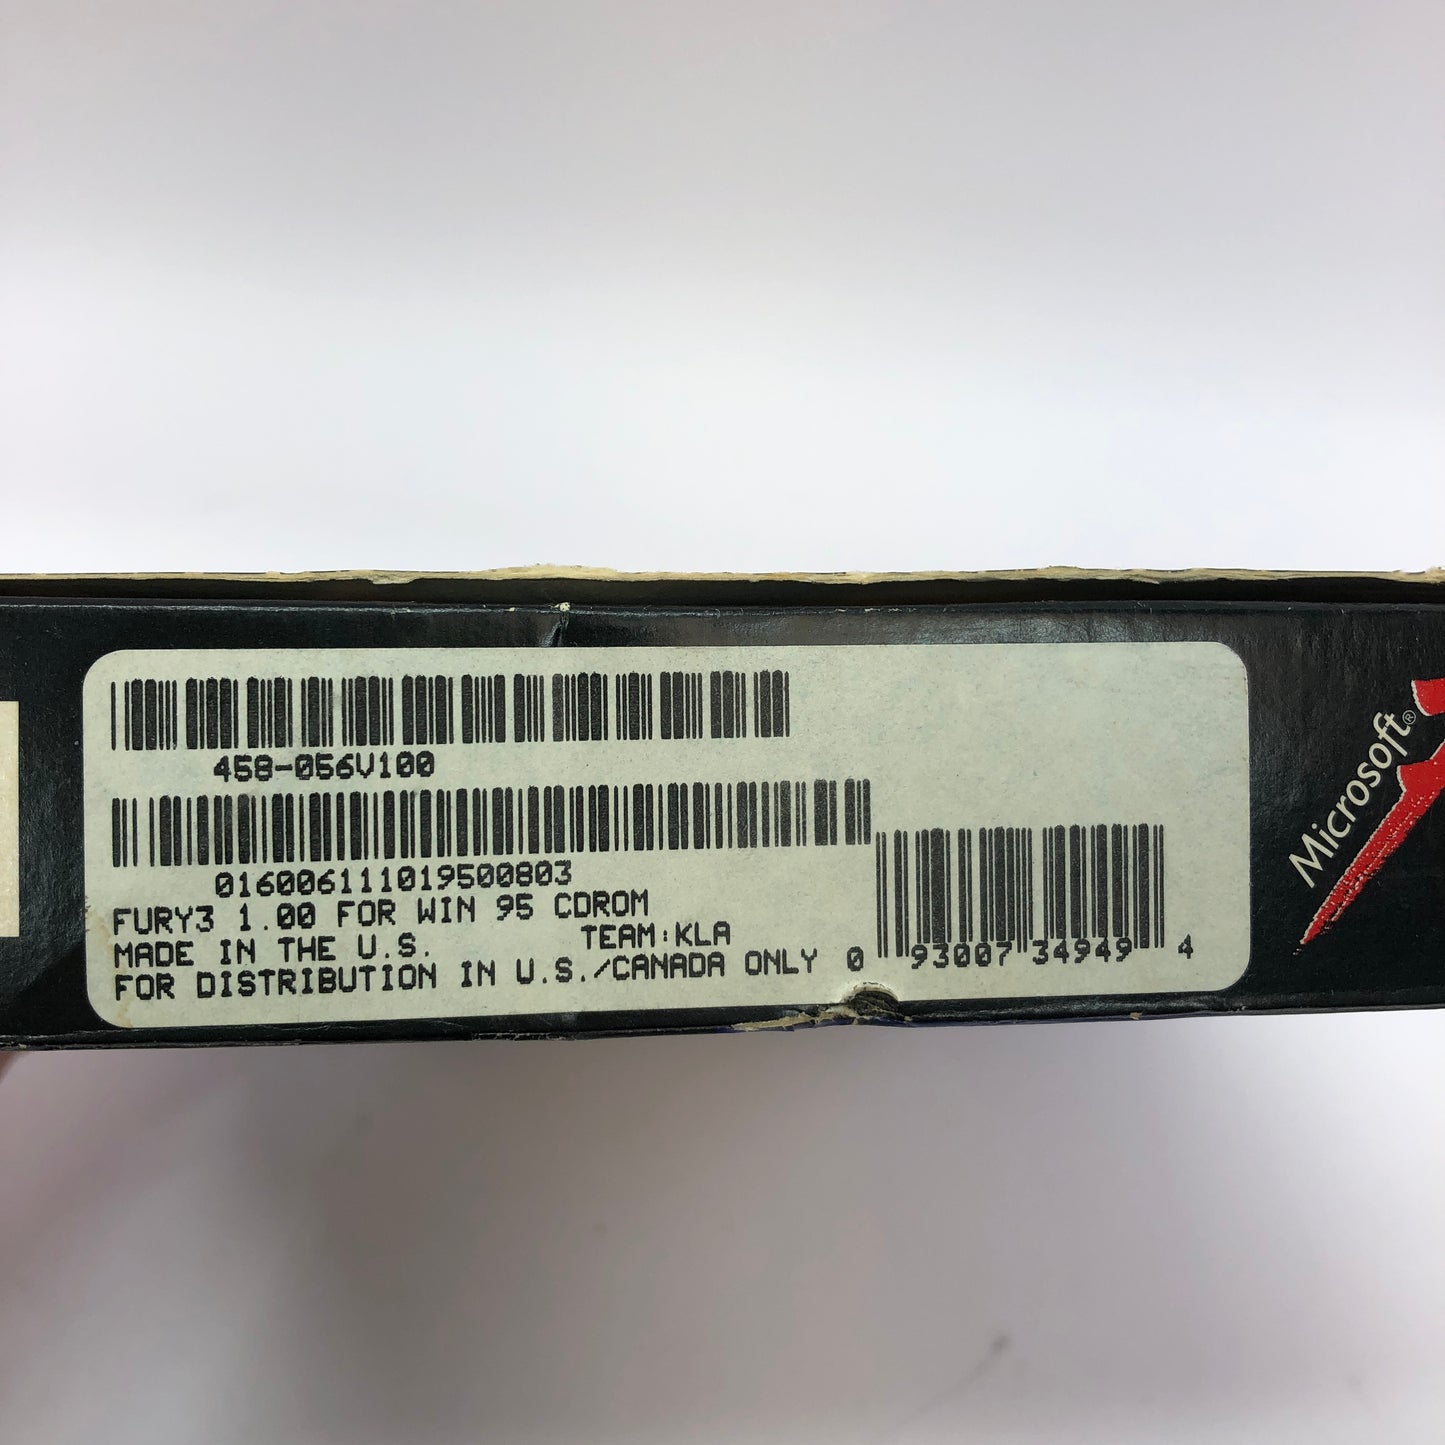 458-056V100
016006111019500803
FURY3 1.00 FOR WIN 95 CDROM
MADE IN THE U.S. TEAM:KLA
FOR DISTRIBUTION IN U.S./CANADA ONLY
0 93007 34949 4
Microsoft®